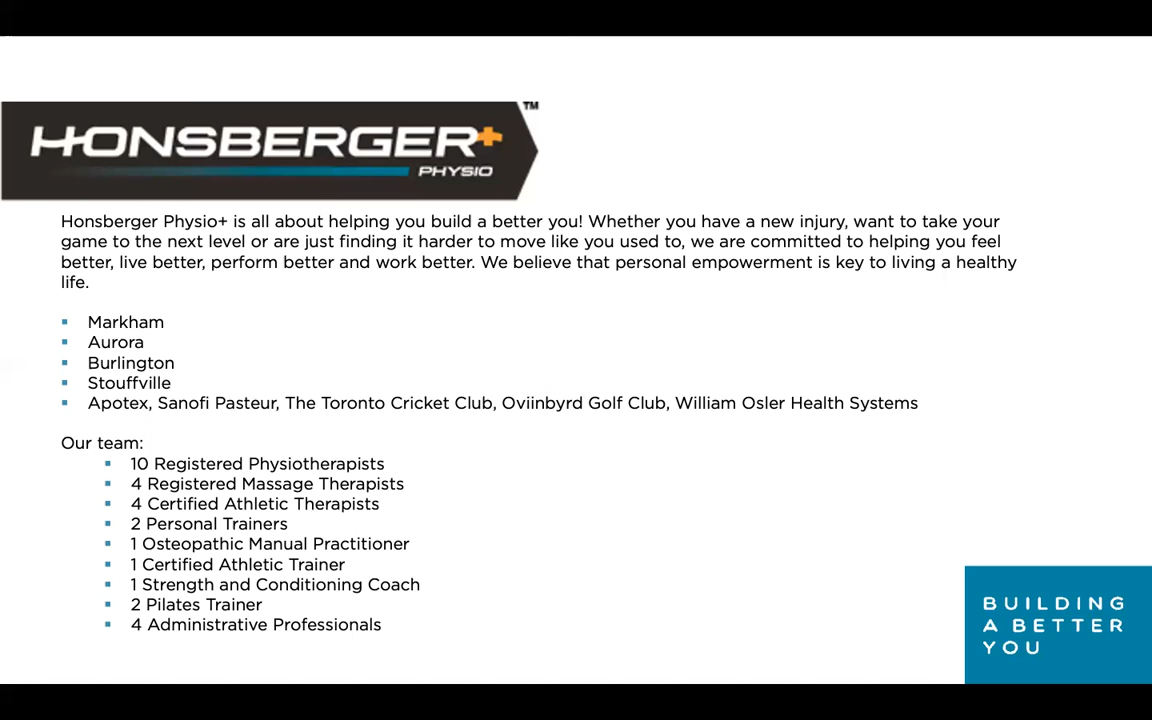 HONSBERGER+
PHYSIO
TM
Honsberger Physio+ is all about helping you build a better you! Whether you have a new injury, want to take your
game to the next level or are just finding it harder to move like you used to, we are committed to helping you feel
better, live better, perform better and work better. We believe that personal empowerment is key to living a healthy
life.
▪ Markham
▪ Aurora
▪ Burlington
▪ Stouffville
▪ Apotex, Sanofi Pasteur, The Toronto Cricket Club, Oviinbyrd Golf Club, William Osler Health Systems
Our team:
▪ 10 Registered Physiotherapists
▪ 4 Registered Massage Therapists
▪ 4 Certified Athletic Therapists
▪ 2 Personal Trainers
▪ 1 Osteopathic Manual Practitioner
▪ 1 Certified Athletic Trainer
▪ 1 Strength and Conditioning Coach
▪ 2 Pilates Trainer
▪ 4 Administrative Professionals
BUILDING
A BETTER
YOU